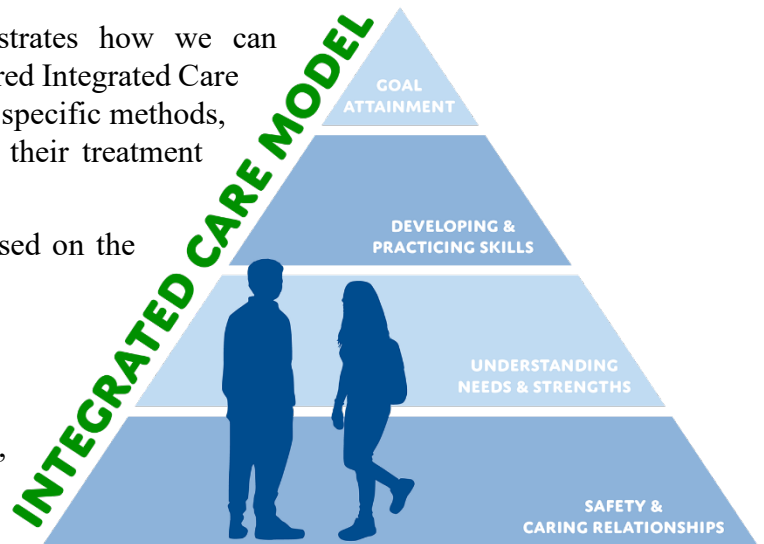 strates how we can
red Integrated Care
specific methods,
their treatment
sed on the
,
INTEGRATED CARE MODEL
GOAL
ATTAINMENT
DEVELOPING &
PRACTICING SKILLS
UNDERSTANDING
NEEDS & STRENGTHS
SAFETY &
CARING RELATIONSHIPS